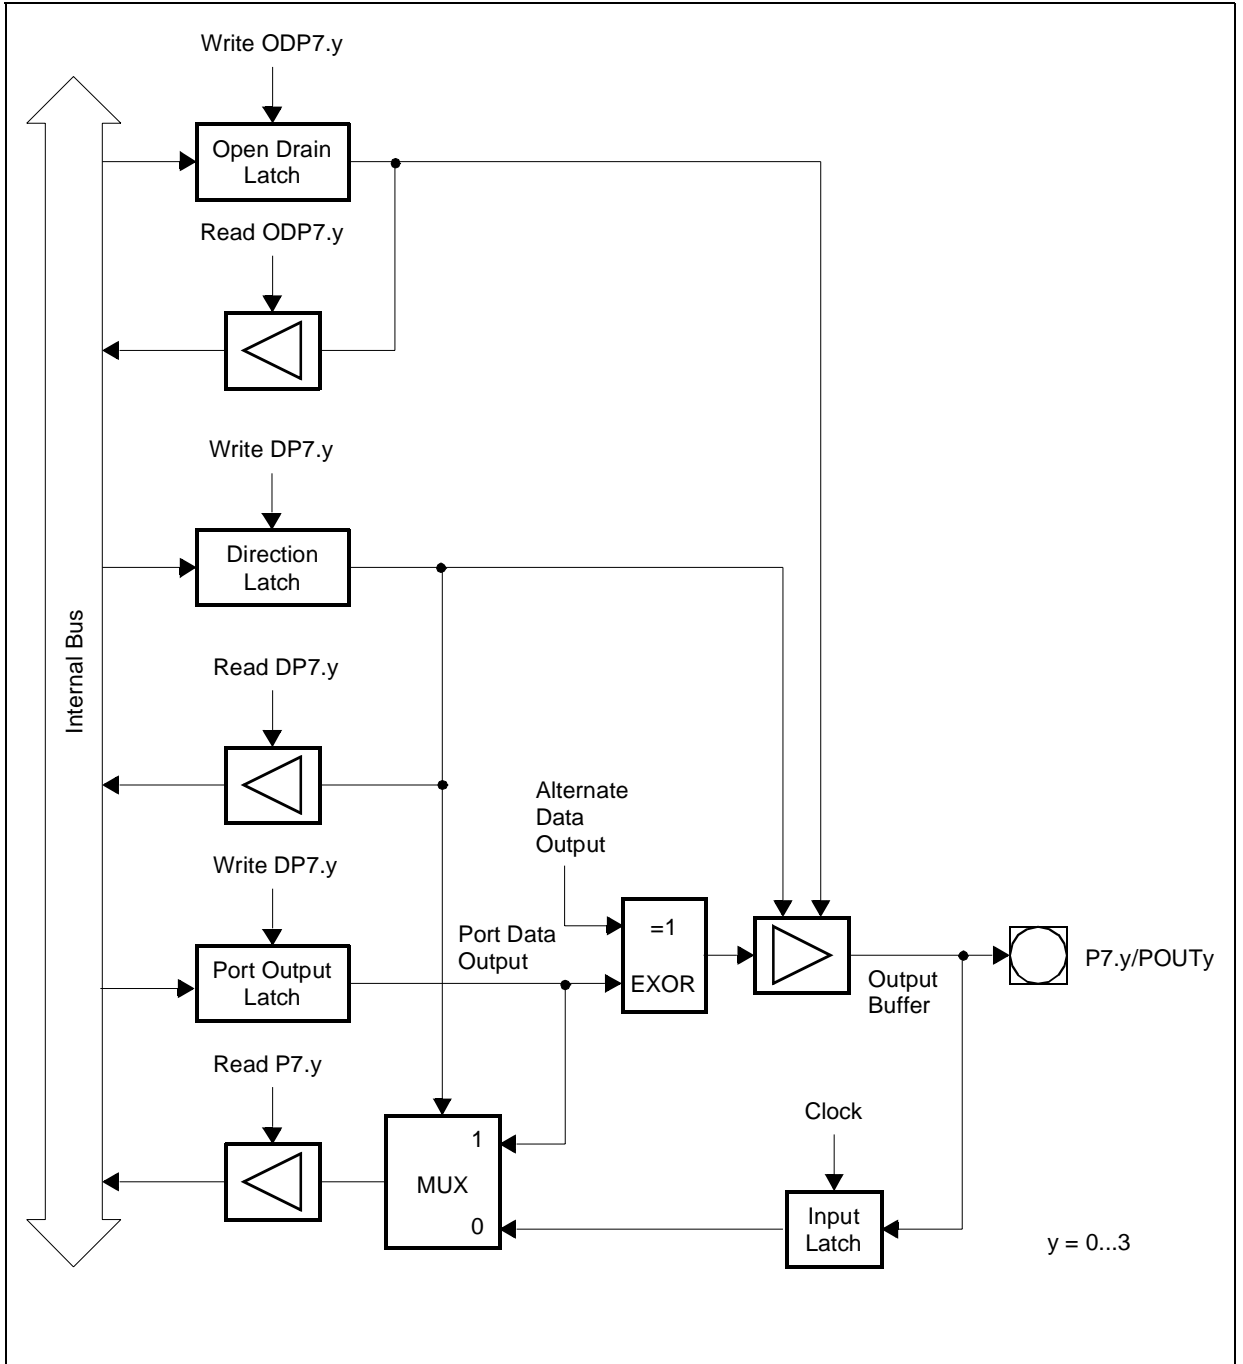 Write ODP7.y
Open Drain
Latch
Read ODP7.y
Write DP7.y
Direction
Latch
Internal Bus
Read DP7.y
Alternate
Data
Output
Write DP7.y
=1
EXOR
Port Data
Output
Port Output
Latch
Output
Buffer
P7.y/POUTy
Read P7.y
Clock
1
MUX
0
Input
Latch
y = 0...3